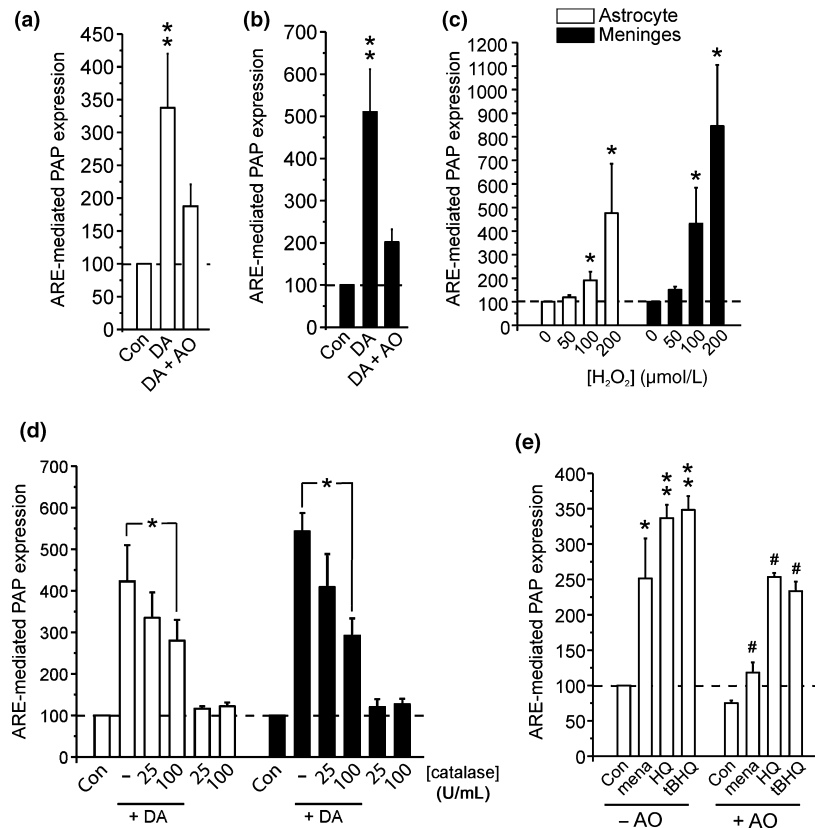 (a)
ARE-mediated PAP expression
450
400
350
300
250
200
150
100
50
0
**
Con
DA
DA + AO
(b)
ARE-mediated PAP expression
700
600
500
400
300
200
100
0
**
Con
DA
DA + AO
(c)
Astrocyte
Meninges
ARE-mediated PAP expression
1200
1100
1000
900
800
700
600
500
400
300
200
100
0
*
*
*
*
0
50
100
200
0
50
100
200
[H₂O₂] (μmol/L)
(d)
ARE-mediated PAP expression
700
600
500
400
300
200
100
0
*
*
Con
–
25
100
25
100
Con
–
25
100
25
100
[catalase]
(U/mL)
+ DA
+ DA
(e)
ARE-mediated PAP expression
400
350
300
250
200
150
100
50
0
*
**
**
#
#
#
Con
mena
HQ
tBHQ
Con
mena
HQ
tBHQ
– AO
+ AO